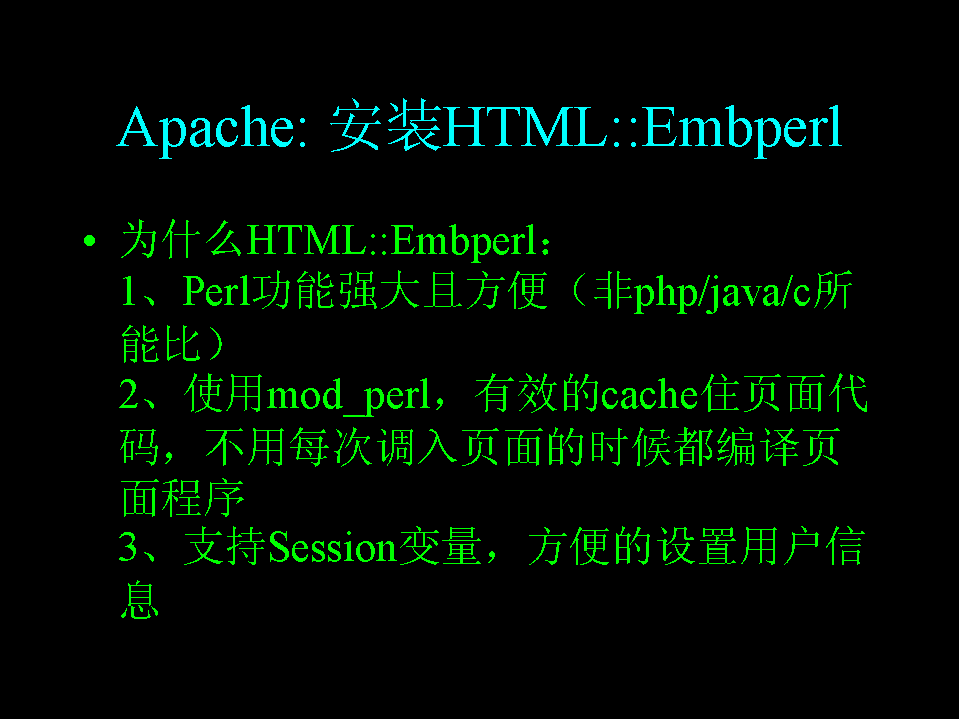 Apache: 安装HTML::Embperl
• 为什么HTML::Embperl：
1、Perl功能强大且方便（非php/java/c所
能比）
2、使用mod_perl，有效的cache住页面代
码，不用每次调入页面的时候都编译页
面程序
3、支持Session变量，方便的设置用户信
息